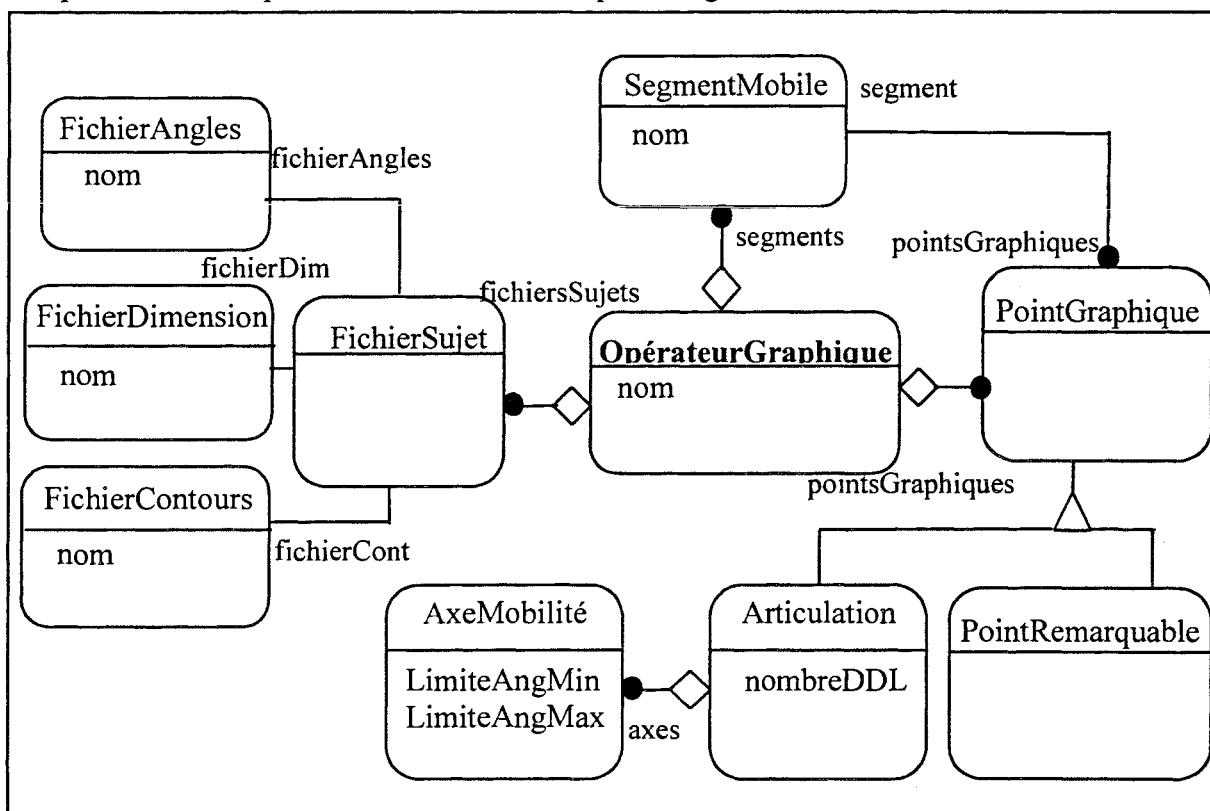 SegmentMobile
segment
nom
FichierAngles
fichierAngles
nom
segments
pointsGraphiques
fichierDim
fichiersSujets
FichierDimension
nom
FichierSujet
OpérateurGraphique
nom
PointGraphique
FichierContours
nom
fichierCont
pointsGraphiques
AxeMobilité
LimiteAngMin
LimiteAngMax
axes
Articulation
nombreDDL
PointRemarquable